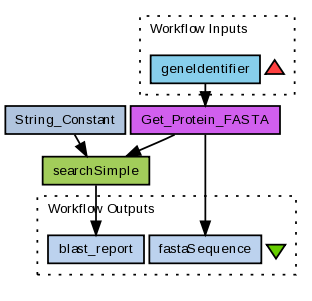 Workflow Inputs
geneIdentifier
String_Constant
Get_Protein_FASTA
searchSimple
Workflow Outputs
blast_report
fastaSequence